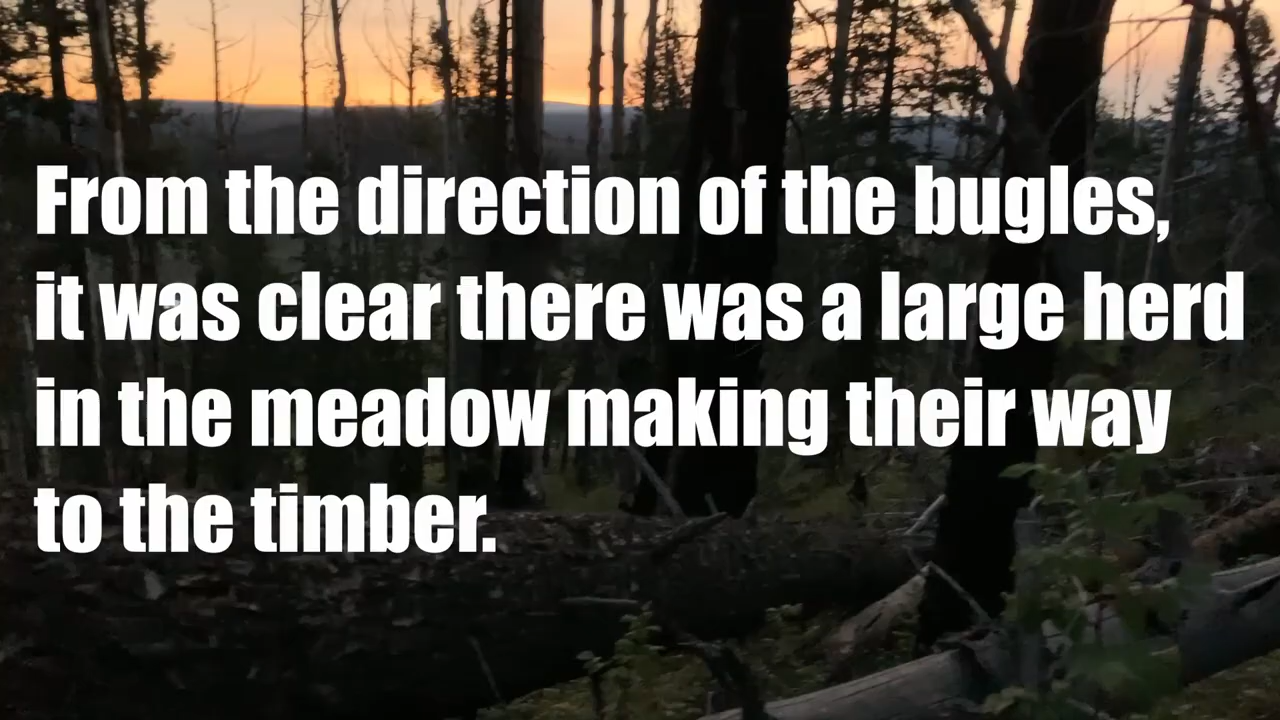 From the direction of the bugles,
it was clear there was a large herd
in the meadow making their way
to the timber.